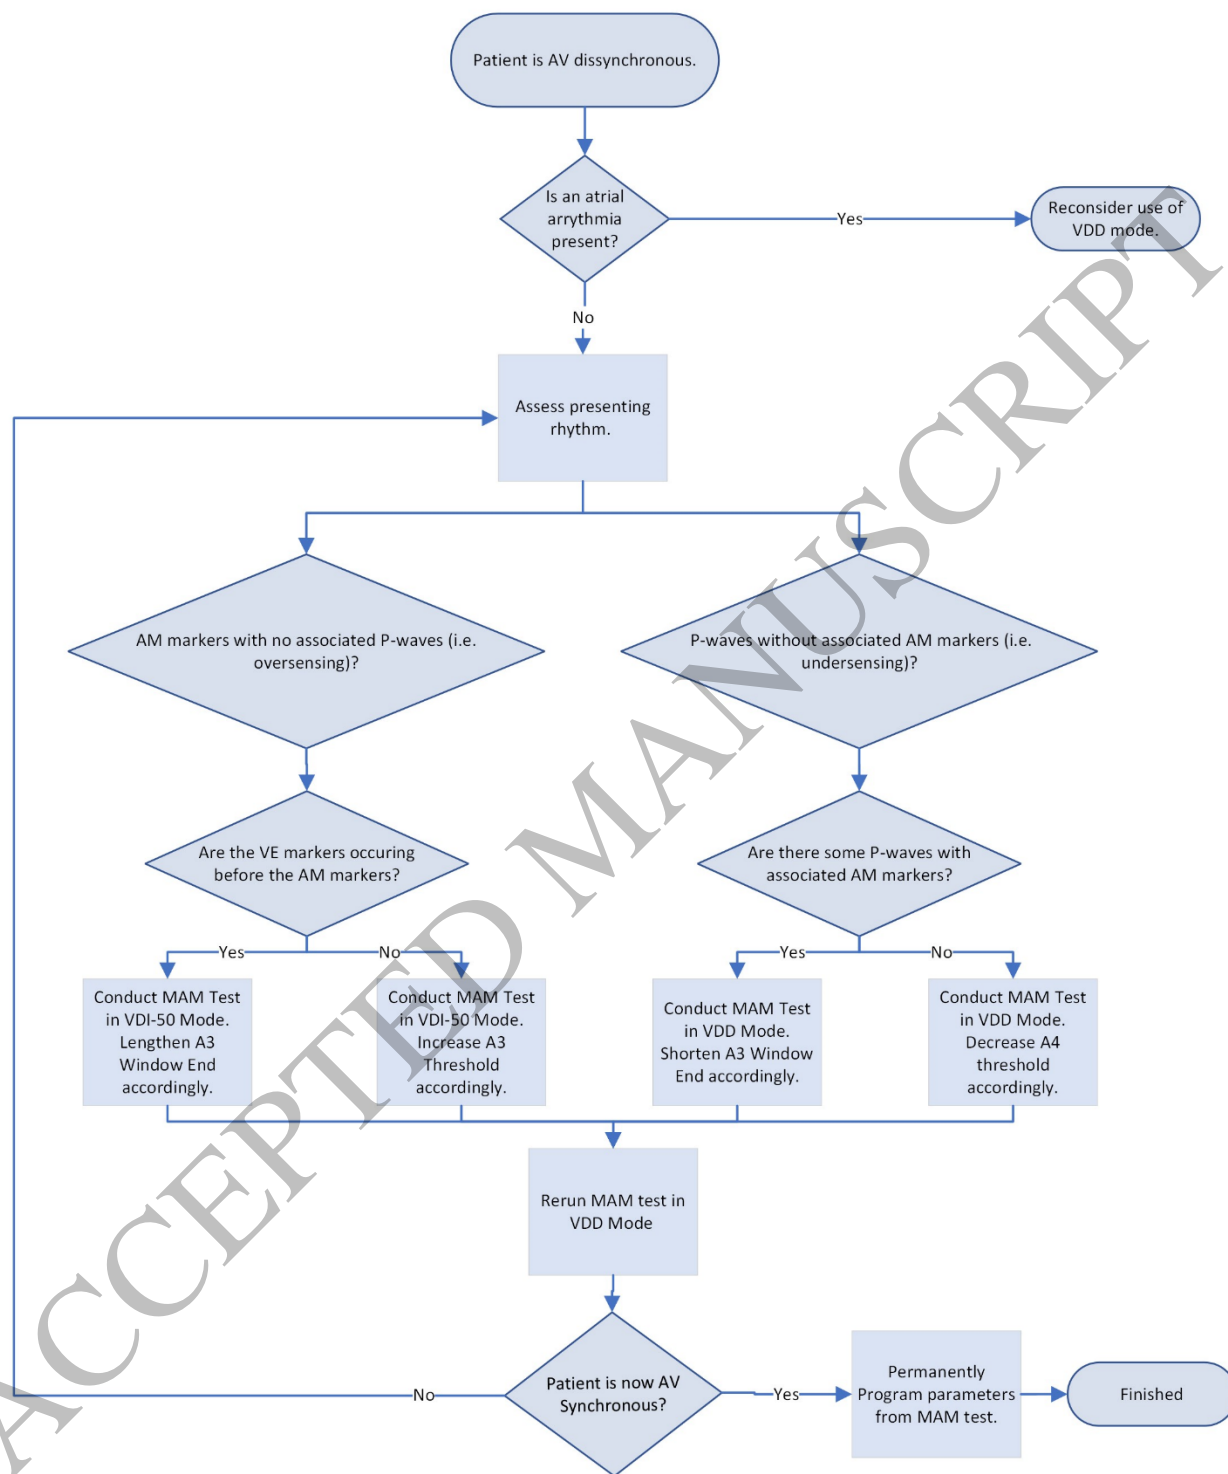 Patient is AV dissynchronous.
Is an atrial
arrythmia
present?
Yes
Reconsider use of
VDD mode.
No
Assess presenting
rhythm.
AM markers with no associated P-waves (i.e.
oversensing)?
P-waves without associated AM markers (i.e.
undersensing)?
Are the VE markers occuring
before the AM markers?
Are there some P-waves with
associated AM markers?
Yes
No
Yes
No
Conduct MAM Test
in VDI-50 Mode.
Lengthen A3
Window End
accordingly.
Conduct MAM Test
in VDI-50 Mode.
Increase A3
Threshold
accordingly.
Conduct MAM Test
in VDD Mode.
Shorten A3 Window
End accordingly.
Conduct MAM Test
in VDD Mode.
Decrease A4
threshold
accordingly.
Rerun MAM test in
VDD Mode
Patient is now AV
Synchronous?
No
Yes
Permanently
Program parameters
from MAM test.
Finished
ACCEPTED MANUSCRIPT